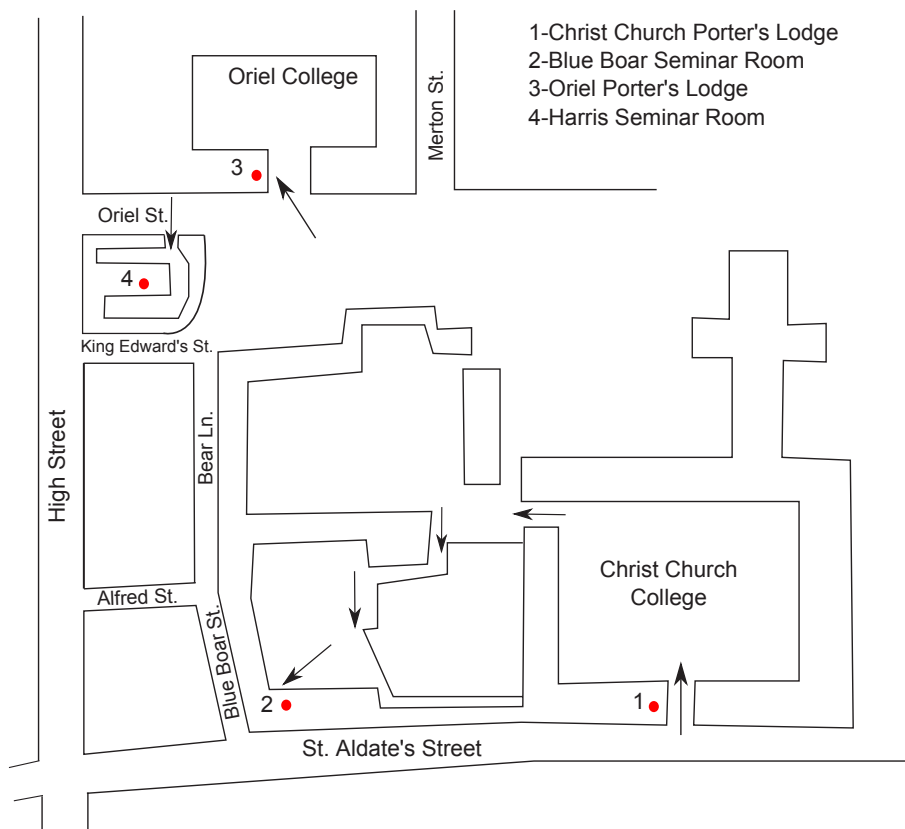 1-Christ Church Porter's Lodge
2-Blue Boar Seminar Room
3-Oriel Porter's Lodge
4-Harris Seminar Room
Oriel College
Merton St.
3
Oriel St.
4
King Edward's St.
High Street
Bear Ln.
Alfred St.
Blue Boar St.
Christ Church
College
2
1
St. Aldate's Street